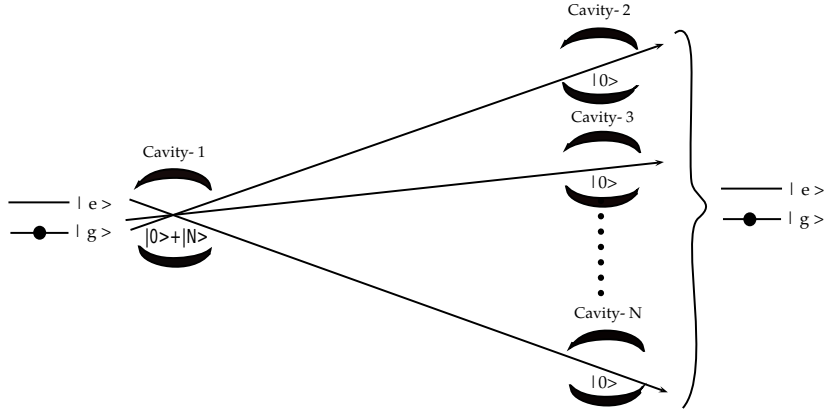 Cavity- 2
|0>
Cavity- 3
|0>
Cavity- 1
|0>+|N>
| e >
| g >
Cavity- N
|0>
| e >
| g >